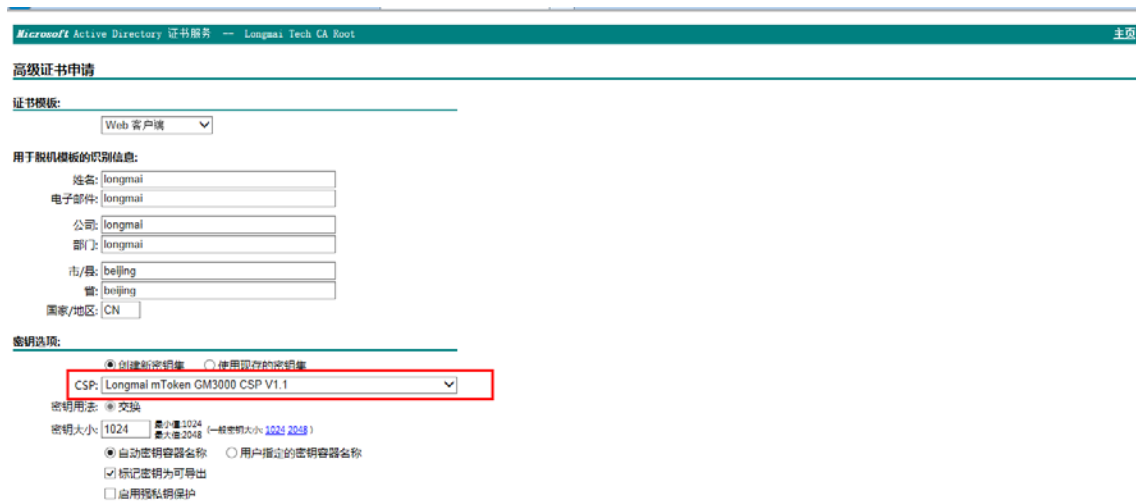 Microsoft Active Directory 证书服务 -- Longmai Tech CA Root 主页
高级证书申请
证书模板:
Web 客户端
用于脱机模板的识别信息:
姓名: longmai
电子邮件: longmai
公司: longmai
部门: longmai
市/县: beijing
省: beijing
国家/地区: CN
密钥选项:
创建新密钥集 使用现存的密钥集
CSP: Longmai mToken GM3000 CSP V1.1
密钥用法: 交换
密钥大小: 1024 最小值:1024 最大值:2048 (一般密钥大小: 1024 2048 )
自动密钥容器名称 用户指定的密钥容器名称
标记密钥为可导出
启用强私钥保护